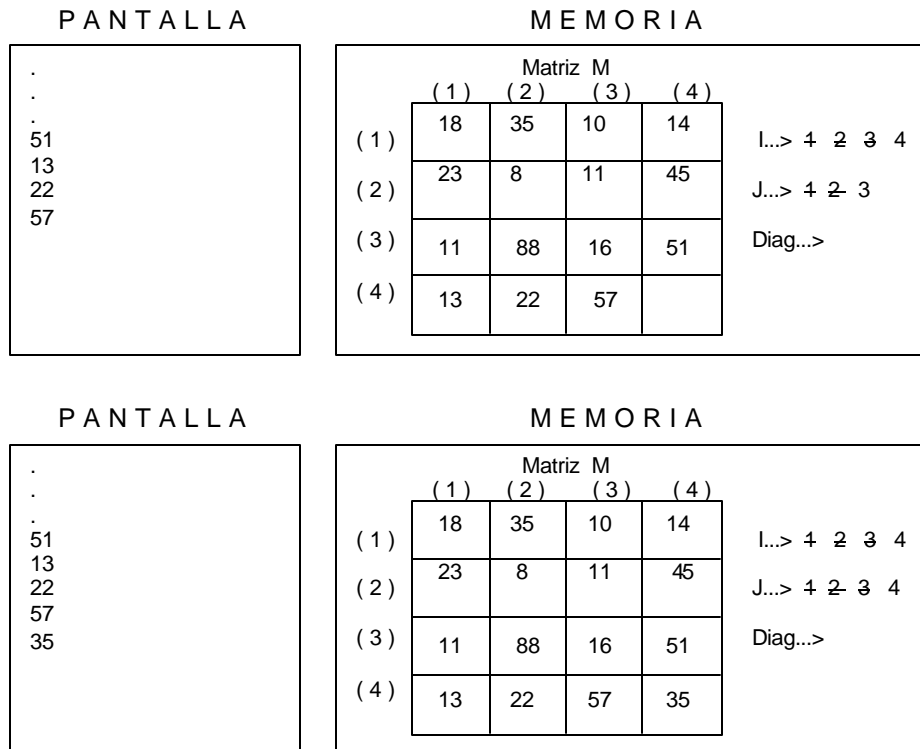 PANTALLA
.
.
.
51
13
22
57
MEMORIA
Matriz M
(1) (2) (3) (4)
(1) 18 35 10 14
(2) 23 8 11 45
(3) 11 88 16 51
(4) 13 22 57
I...> 1 2 3 4
J...> 1 2 3
Diag...>
PANTALLA
.
.
.
51
13
22
57
35
MEMORIA
Matriz M
(1) (2) (3) (4)
(1) 18 35 10 14
(2) 23 8 11 45
(3) 11 88 16 51
(4) 13 22 57 35
I...> 1 2 3 4
J...> 1 2 3 4
Diag...>